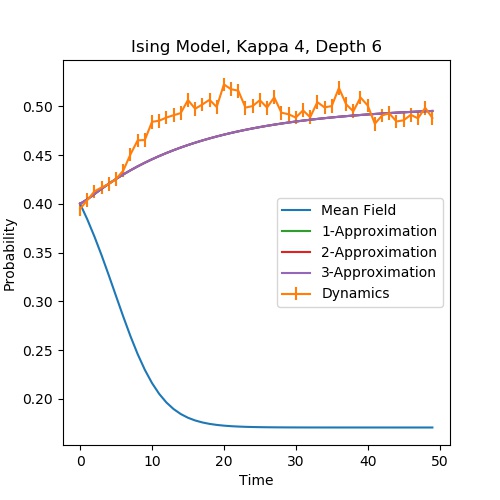 Ising Model, Kappa 4, Depth 6
0.50
0.45
0.40
0.35
0.30
0.25
0.20
Probability
Mean Field
1-Approximation
2-Approximation
3-Approximation
Dynamics
0 10 20 30 40 50
Time